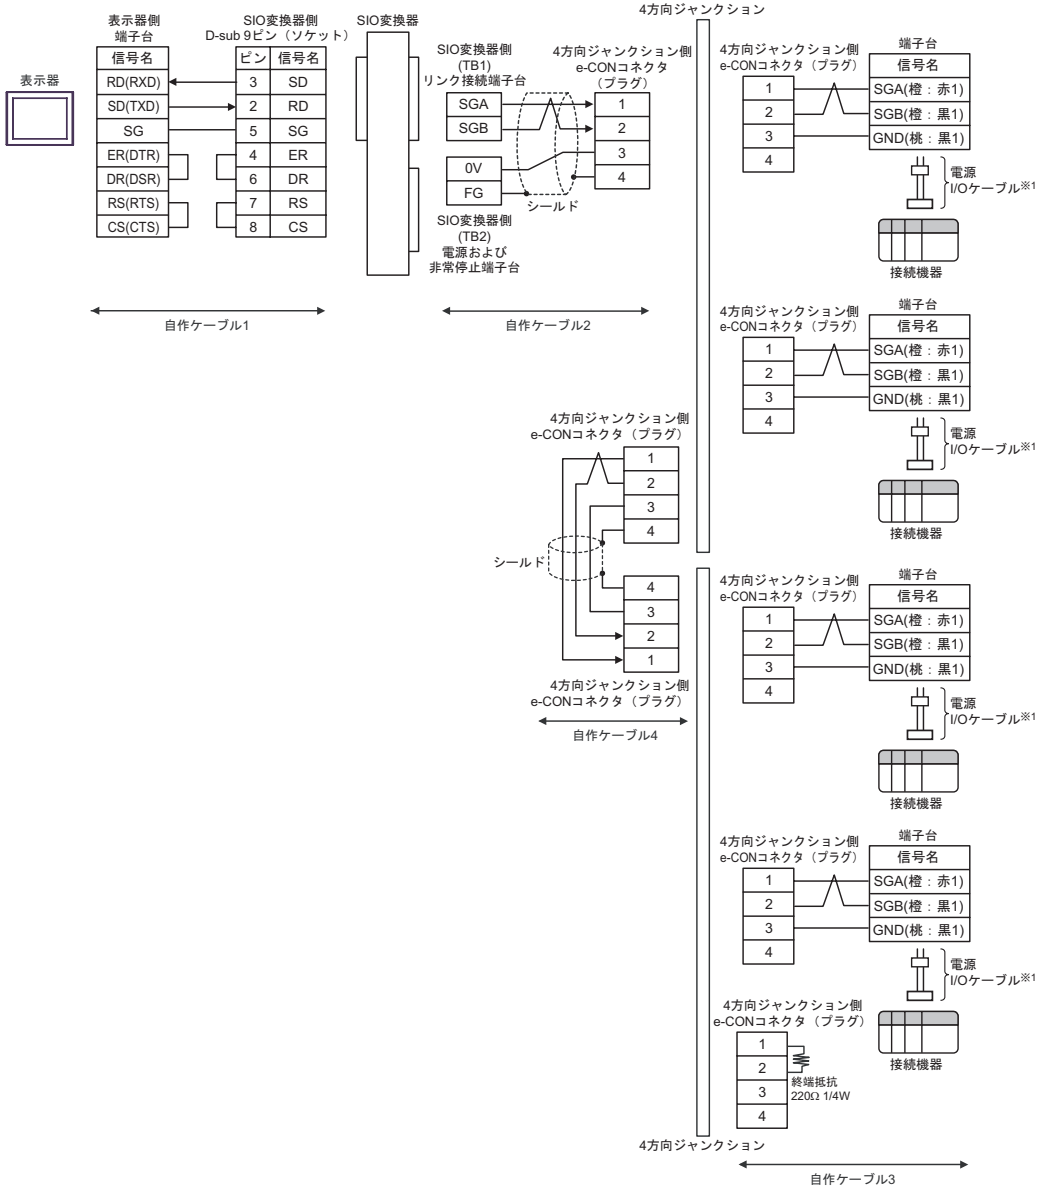 4方向ジャンクション
表示器
表示器側
端子台
信号名
RD(RXD)
SD(TXD)
SG
ER(DTR)
DR(DSR)
RS(RTS)
CS(CTS)
SIO変換器側
D-sub 9ピン（ソケット）
ピン 信号名
3 SD
2 RD
5 SG
4 ER
6 DR
7 RS
8 CS
自作ケーブル1
SIO変換器
SIO変換器側
(TB1)
リンク接続端子台
SGA
SGB
0V
FG
SIO変換器側
(TB2)
電源および
非常停止端子台
シールド
4方向ジャンクション側
e-CONコネクタ
（プラグ）
1
2
3
4
自作ケーブル2
4方向ジャンクション側
e-CONコネクタ（プラグ）
1
2
3
4
シールド
4
3
2
1
4方向ジャンクション側
e-CONコネクタ（プラグ）
自作ケーブル4
4方向ジャンクション側
e-CONコネクタ（プラグ）
1
2
3
4
端子台
信号名
SGA(橙：赤1)
SGB(橙：黒1)
GND(桃：黒1)
電源
I/Oケーブル※1
接続機器
4方向ジャンクション側
e-CONコネクタ（プラグ）
1
2
3
4
端子台
信号名
SGA(橙：赤1)
SGB(橙：黒1)
GND(桃：黒1)
電源
I/Oケーブル※1
接続機器
4方向ジャンクション側
e-CONコネクタ（プラグ）
1
2
3
4
端子台
信号名
SGA(橙：赤1)
SGB(橙：黒1)
GND(桃：黒1)
電源
I/Oケーブル※1
接続機器
4方向ジャンクション側
e-CONコネクタ（プラグ）
1
2
3
4
端子台
信号名
SGA(橙：赤1)
SGB(橙：黒1)
GND(桃：黒1)
電源
I/Oケーブル※1
接続機器
4方向ジャンクション側
e-CONコネクタ（プラグ）
1
2
3
4
終端抵抗
220Ω 1/4W
4方向ジャンクション
自作ケーブル3